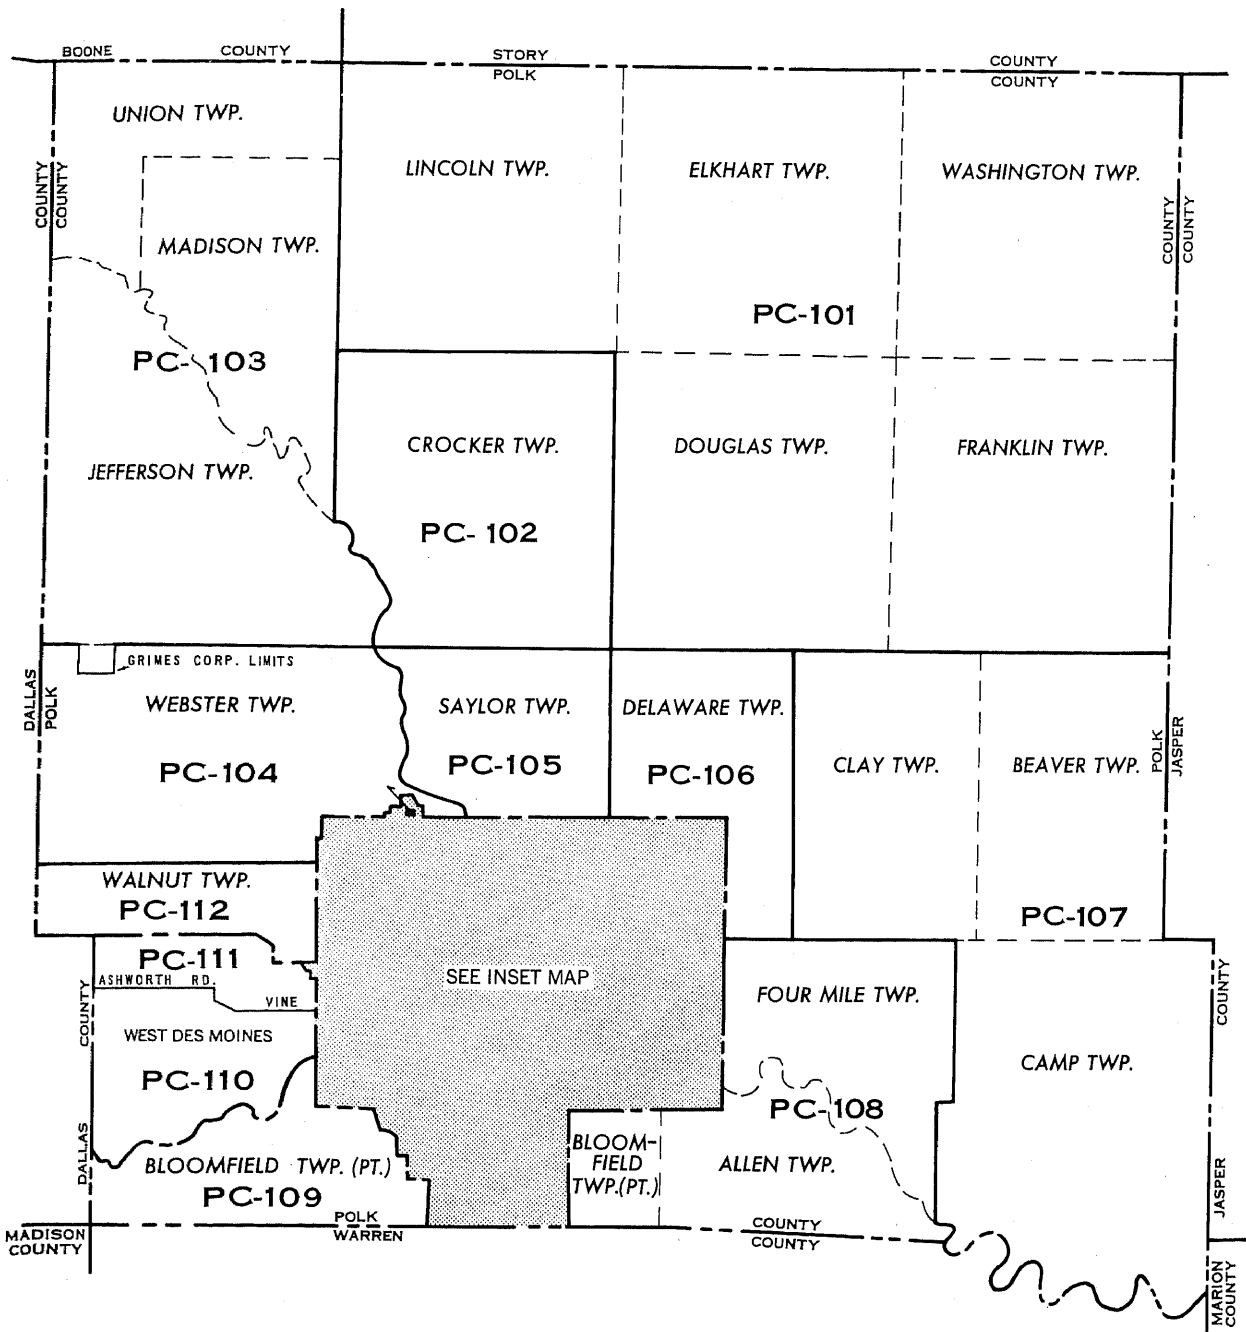 BOONE COUNTY
STORY COUNTY
POLK COUNTY
UNION TWP.
LINCOLN TWP.
ELKHART TWP.
WASHINGTON TWP.
COUNTY
COUNTY
COUNTY
COUNTY
MADISON TWP.
PC-101
PC-103
CROCKER TWP.
DOUGLAS TWP.
FRANKLIN TWP.
JEFFERSON TWP.
PC-102
GRIMES CORP. LIMITS
DALLAS
POLK
WEBSTER TWP.
SAYLOR TWP.
DELAWARE TWP.
POLK
JASPER
PC-104
PC-105
PC-106
CLAY TWP.
BEAVER TWP.
WALNUT TWP.
PC-112
PC-107
PC-111
SEE INSET MAP
ASHWORTH RD.
VINE
FOUR MILE TWP.
COUNTY
COUNTY
WEST DES MOINES
CAMP TWP.
PC-110
PC-108
DALLAS
BLOOMFIELD TWP. (PT.)
BLOOM-
FIELD
TWP.(PT.)
ALLEN TWP.
JASPER
PC-109
POLK COUNTY
WARREN COUNTY
MADISON
COUNTY
MARION
COUNTY